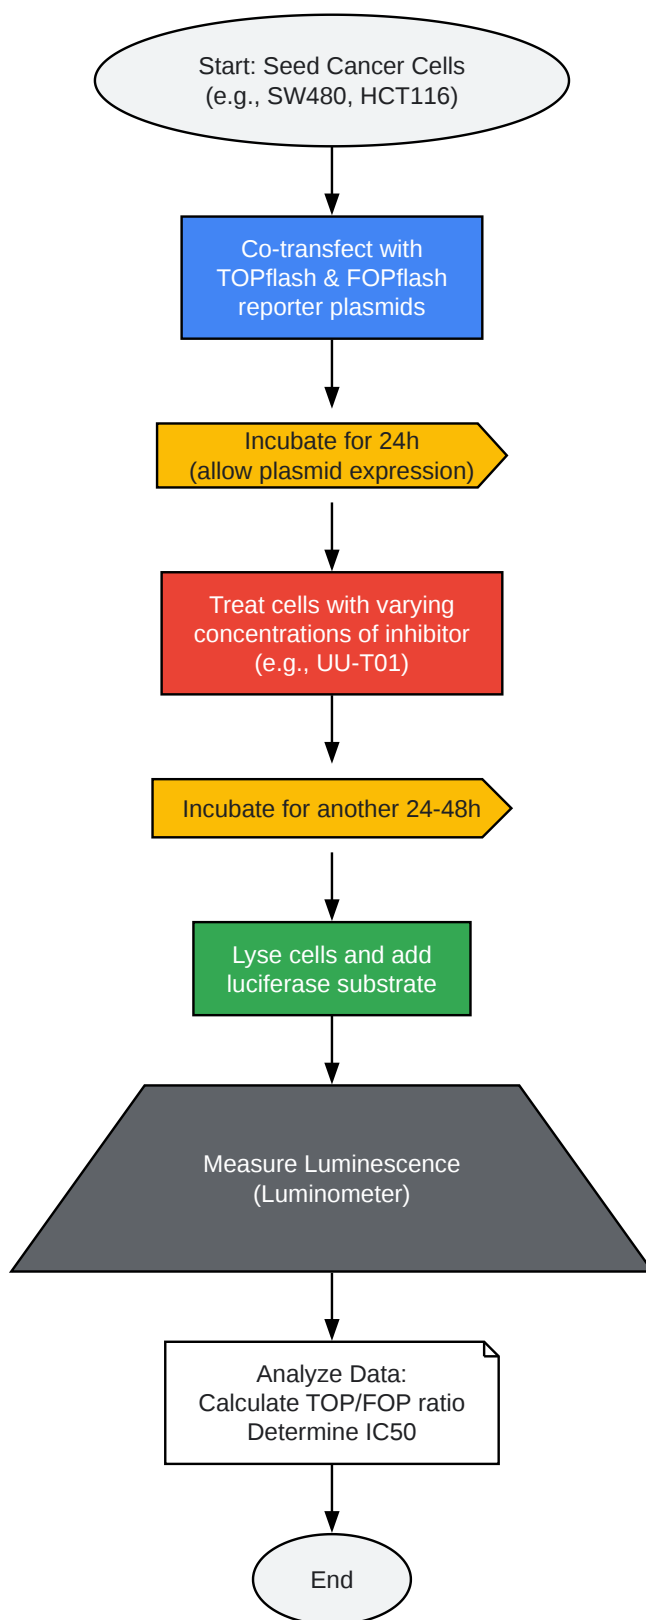 Start: Seed Cancer Cells
(e.g., SW480, HCT116)
Co-transfect with
TOPflash & FOPflash
reporter plasmids
Incubate for 24h
(allow plasmid expression)
Treat cells with varying
concentrations of inhibitor
(e.g., UU-T01)
Incubate for another 24-48h
Lyse cells and add
luciferase substrate
Measure Luminescence
(Luminometer)
Analyze Data:
Calculate TOP/FOP ratio
Determine IC50
End